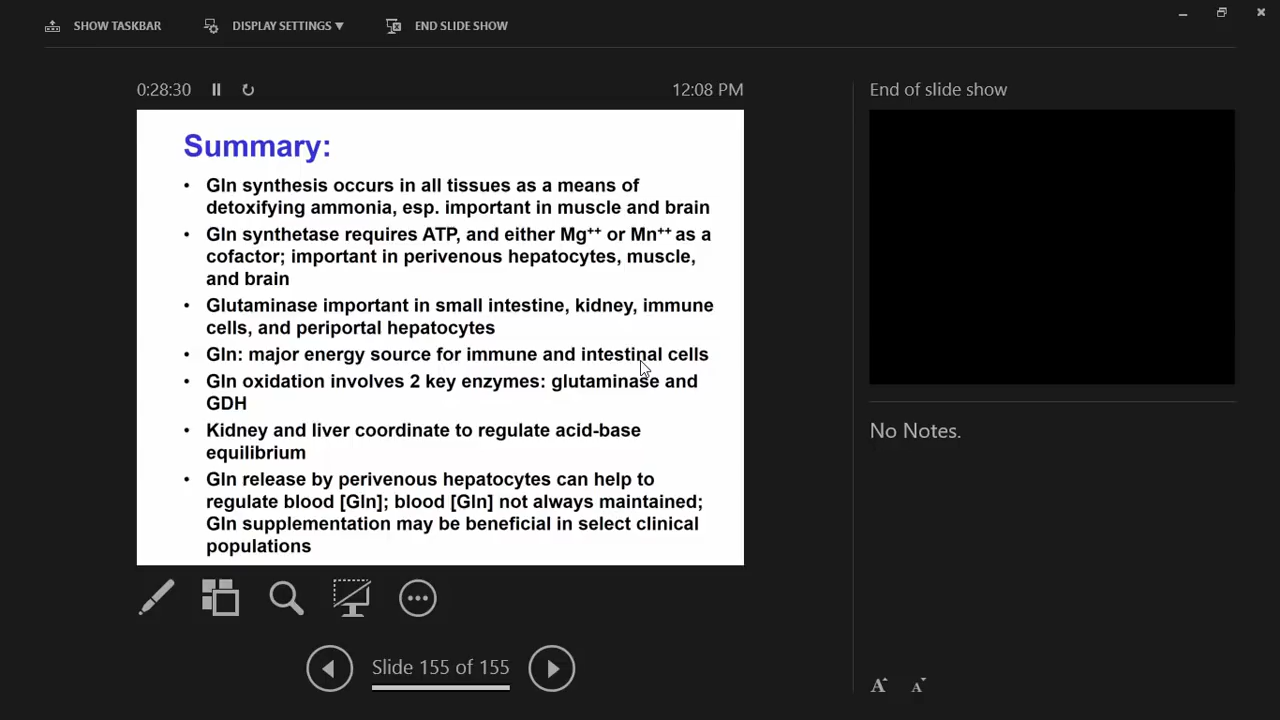 SHOW TASKBAR
DISPLAY SETTINGS ▼
END SLIDE SHOW
0:28:30
12:08 PM
Summary:
• Gln synthesis occurs in all tissues as a means of
detoxifying ammonia, esp. important in muscle and brain
• Gln synthetase requires ATP, and either Mg⁺⁺ or Mn⁺⁺ as a
cofactor; important in perivenous hepatocytes, muscle,
and brain
• Glutaminase important in small intestine, kidney, immune
cells, and periportal hepatocytes
• Gln: major energy source for immune and intestinal cells
• Gln oxidation involves 2 key enzymes: glutaminase and
GDH
• Kidney and liver coordinate to regulate acid-base
equilibrium
• Gln release by perivenous hepatocytes can help to
regulate blood [Gln]; blood [Gln] not always maintained;
Gln supplementation may be beneficial in select clinical
populations
Slide 155 of 155
End of slide show
No Notes.
A A